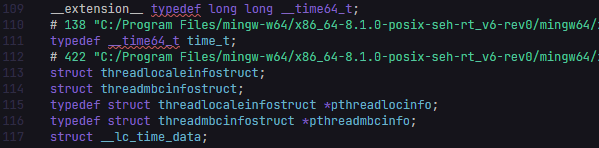 109 __extension__ typedef long long __time64_t;
110 # 138 "C:/Program Files/mingw-w64/x86_64-8.1.0-posix-seh-rt_v6-rev0/mingw64/
111 typedef __time64_t time_t;
112 # 422 "C:/Program Files/mingw-w64/x86_64-8.1.0-posix-seh-rt_v6-rev0/mingw64/
113 struct threadlocaleinfostruct;
114 struct threadmbcinfostruct;
115 typedef struct threadlocaleinfostruct *pthreadlocinfo;
116 typedef struct threadmbcinfostruct *pthreadmbcinfo;
117 struct __lc_time_data;